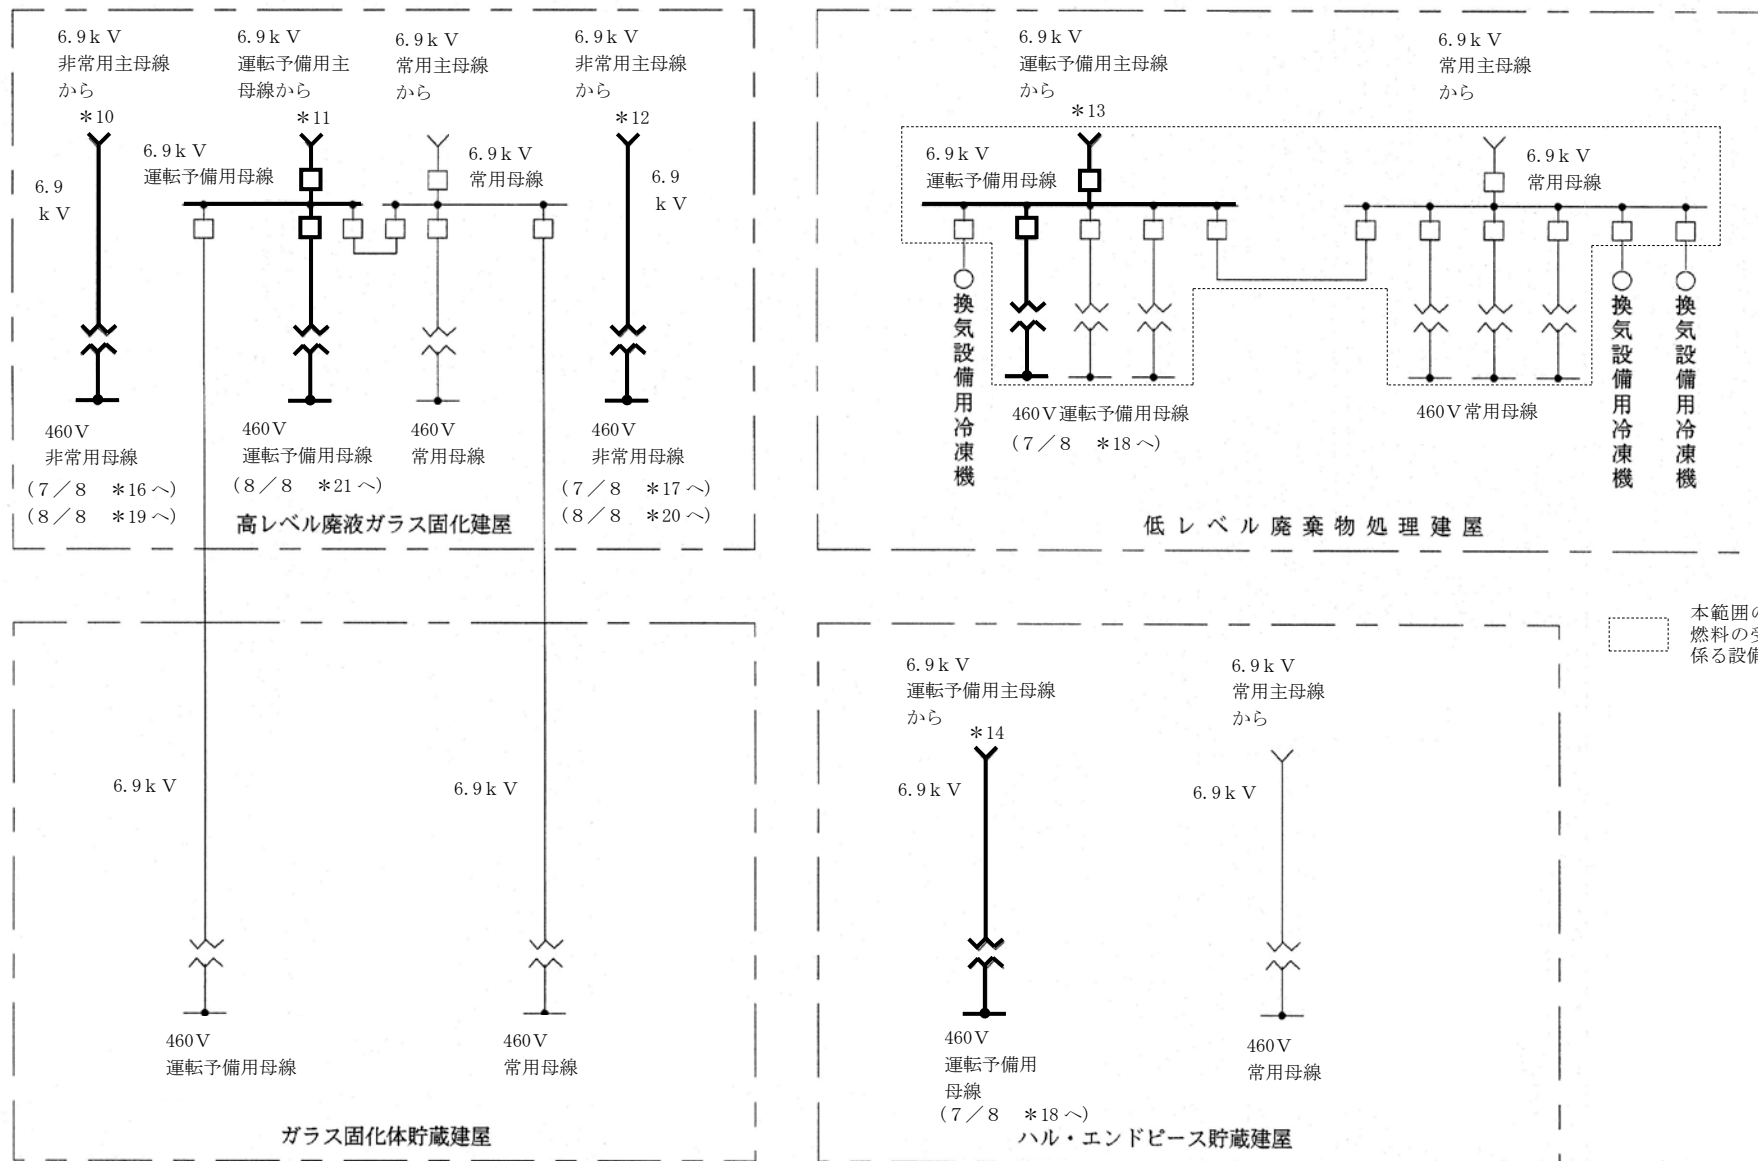 6.9kV
非常用主母線
から
*10
6.9kV
運転予備用主
母線から
*11
6.9kV
常用主母線
から
6.9kV
非常用主母線
から
*12
6.9
kV
6.9kV
運転予備用母線
6.9kV
常用母線
6.9
kV
460V
非常用母線
(7/8 *16へ)
(8/8 *19へ)
460V
運転予備用母線
(8/8 *21へ)
460V
常用母線
460V
非常用母線
(7/8 *17へ)
(8/8 *20へ)
高レベル廃液ガラス固化建屋
6.9kV
運転予備用主母線
から
*13
6.9kV
常用主母線
から
6.9kV
運転予備用母線
6.9kV
常用母線
換気設備用冷凍機
460V運転予備用母線
(7/8 *18へ)
460V常用母線
換気設備用冷凍機
換気設備用冷凍機
低レベル廃棄物処理建屋
本範囲の
燃料の受
係る設備
6.9kV
6.9kV
460V
運転予備用母線
460V
常用母線
ガラス固化体貯蔵建屋
6.9kV
運転予備用主母線
から
*14
6.9kV
6.9kV
常用主母線
から
6.9kV
460V
運転予備用
母線
(7/8 *18へ)
460V
常用母線
ハル・エンドピース貯蔵建屋